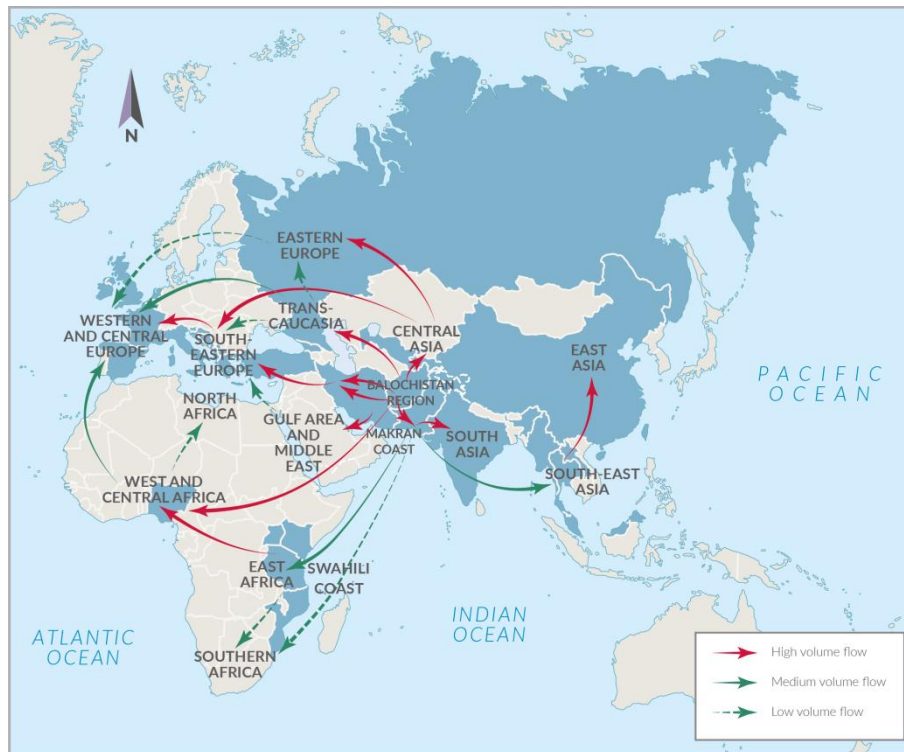 N
EASTERN
EUROPE
TRANS-
CAUCASIA
WESTERN
AND CENTRAL
EUROPE
SOUTH-
EASTERN
EUROPE
CENTRAL
ASIA
EAST
ASIA
PACIFIC
OCEAN
BALOCHISTAN
REGION
NORTH
AFRICA
GULF AREA
AND
MIDDLE
EAST
MAKRAN
COAST
SOUTH
ASIA
SOUTH-EAST
ASIA
WEST AND
CENTRAL AFRICA
EAST
AFRICA
SWAHILI
COAST
INDIAN
OCEAN
ATLANTIC
OCEAN
SOUTHERN
AFRICA
High volume flow
Medium volume flow
Low volume flow